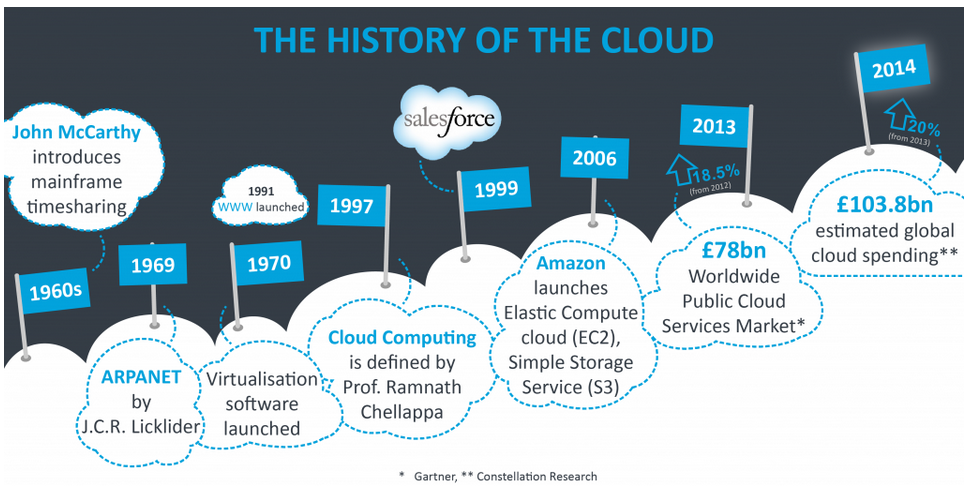 THE HISTORY OF THE CLOUD
John McCarthy
introduces
mainframe
timesharing
1960s
1969
ARPANET
by
J.C.R. Licklider
1970
Virtualisation
software
launched
1991
WWW launched
1997
Cloud Computing
is defined by
Prof. Ramnath
Chellappa
salesforce
1999
2006
Amazon
launches
Elastic Compute
cloud (EC2),
Simple Storage
Service (S3)
2013
18.5%
(from 2012)
£78bn
Worldwide
Public Cloud
Services Market*
2014
20%
(from 2013)
£103.8bn
estimated global
cloud spending**
* Gartner, ** Constellation Research